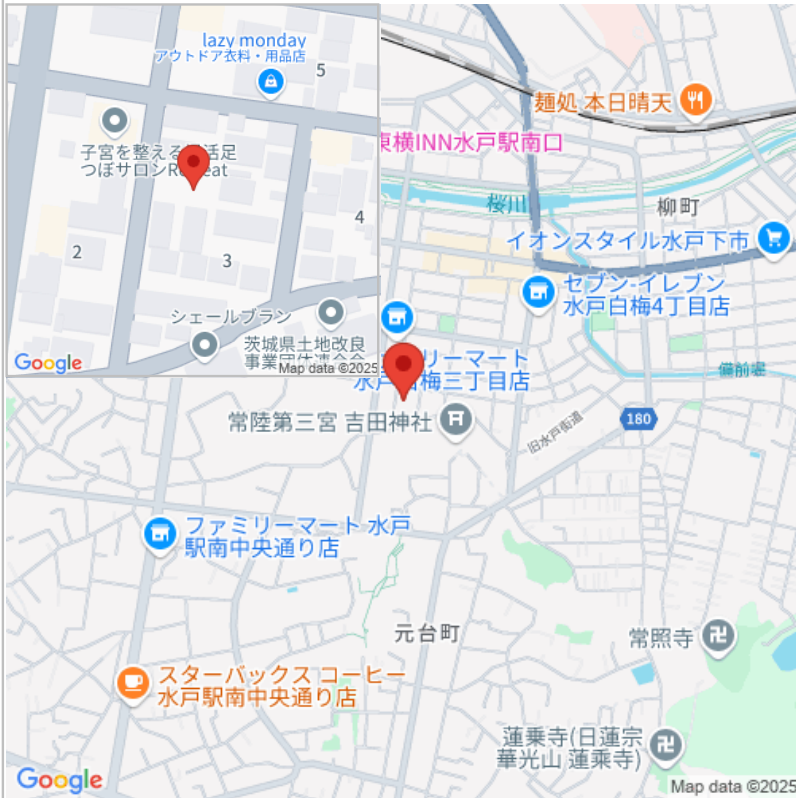 lazy monday
アウトドア衣料・用品店
5
子宮を整える
活足
つぼサロンRe
eat
4
2
3
シェールブラン
茨城県土地改良
事業団体連合会
Google
Map data ©2025
麺処 本日晴天
東横INN水戸駅南口
桜川
柳町
イオンスタイル水戸下市
セブン-イレブン
水戸白梅4丁目店
リーマート
水戸白梅三丁目店
備前堀
常陸第三宮 吉田神社
旧水戸街道
180
ファミリーマート 水戸
駅南中央通り店
元台町
常照寺
スターバックス コーヒー
水戸駅南中央通り店
蓮乗寺(日蓮宗
華光山 蓮乗寺)
Google
Map data ©2025